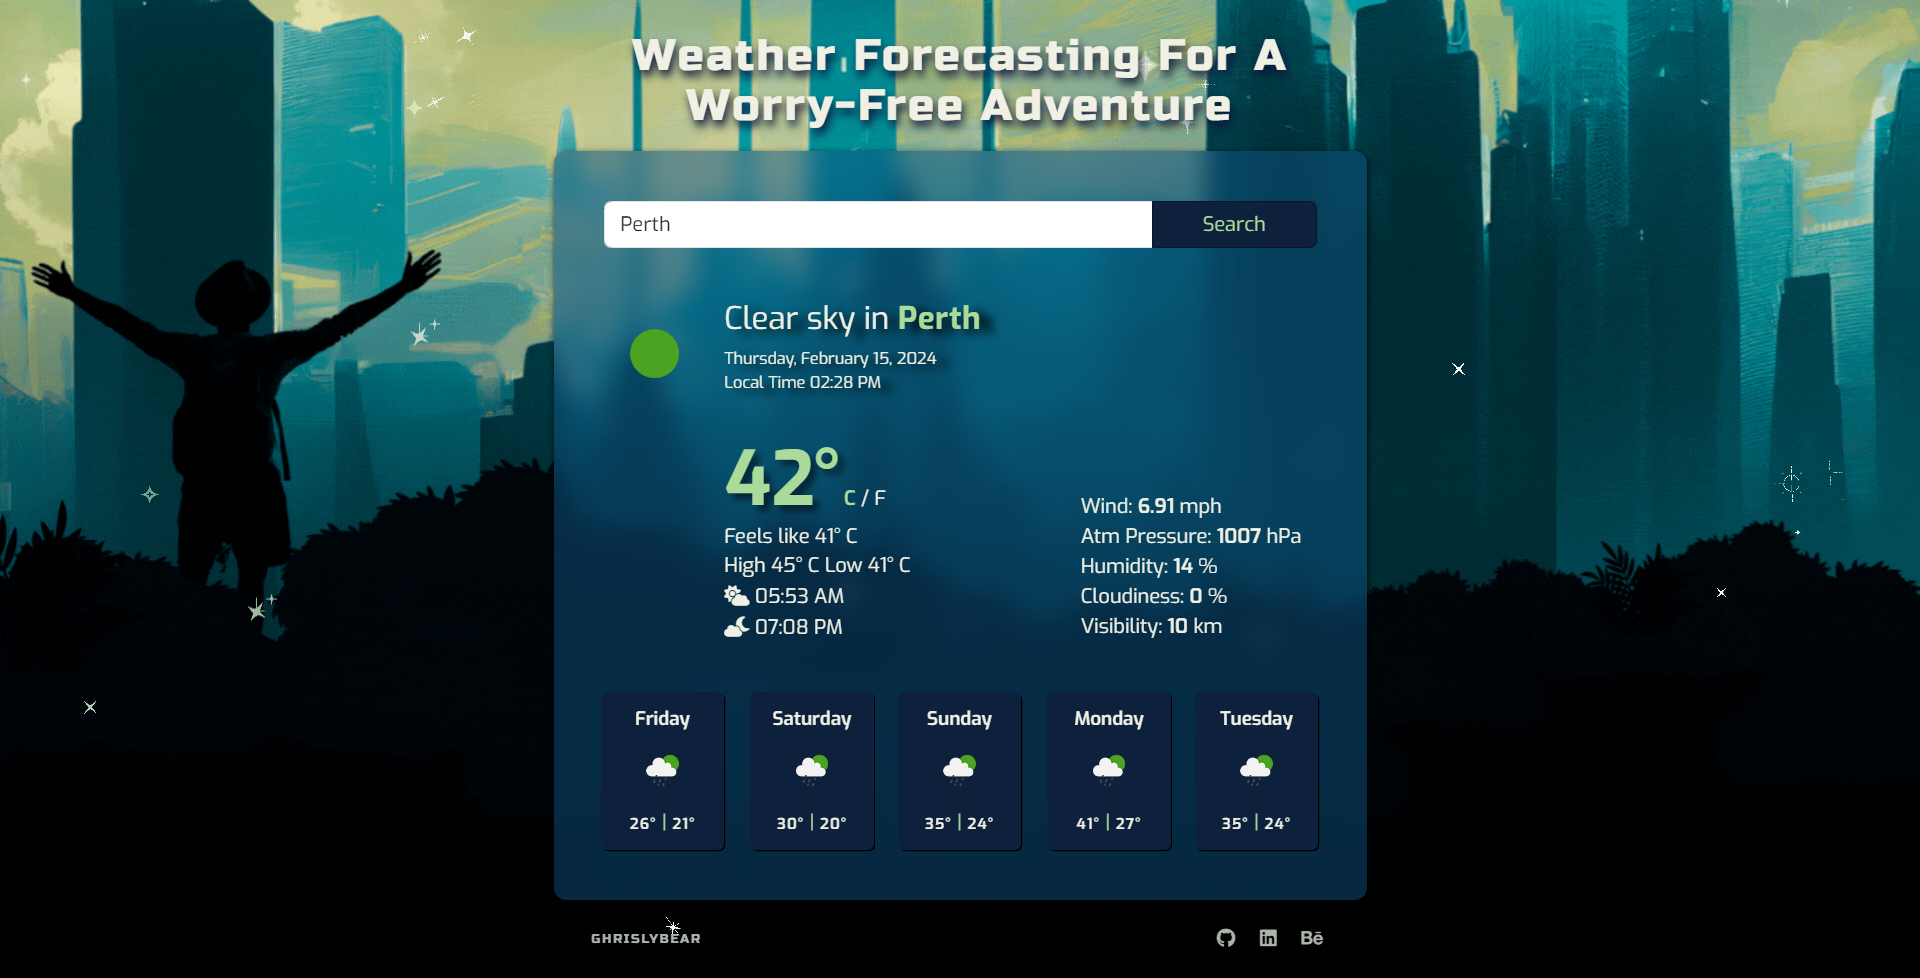 Weather Forecasting For A
Worry-Free Adventure
Perth
Search
Clear sky in Perth
Thursday, February 15, 2024
Local Time 02:28 PM
42°
C / F
Feels like 41° C
High 45° C Low 41° C
05:53 AM
07:08 PM
Wind: 6.91 mph
Atm Pressure: 1007 hPa
Humidity: 14 %
Cloudiness: 0 %
Visibility: 10 km
Friday
26° | 21°
Saturday
30° | 20°
Sunday
35° | 24°
Monday
41° | 27°
Tuesday
35° | 24°
GHRISLYBEAR
in
Bē